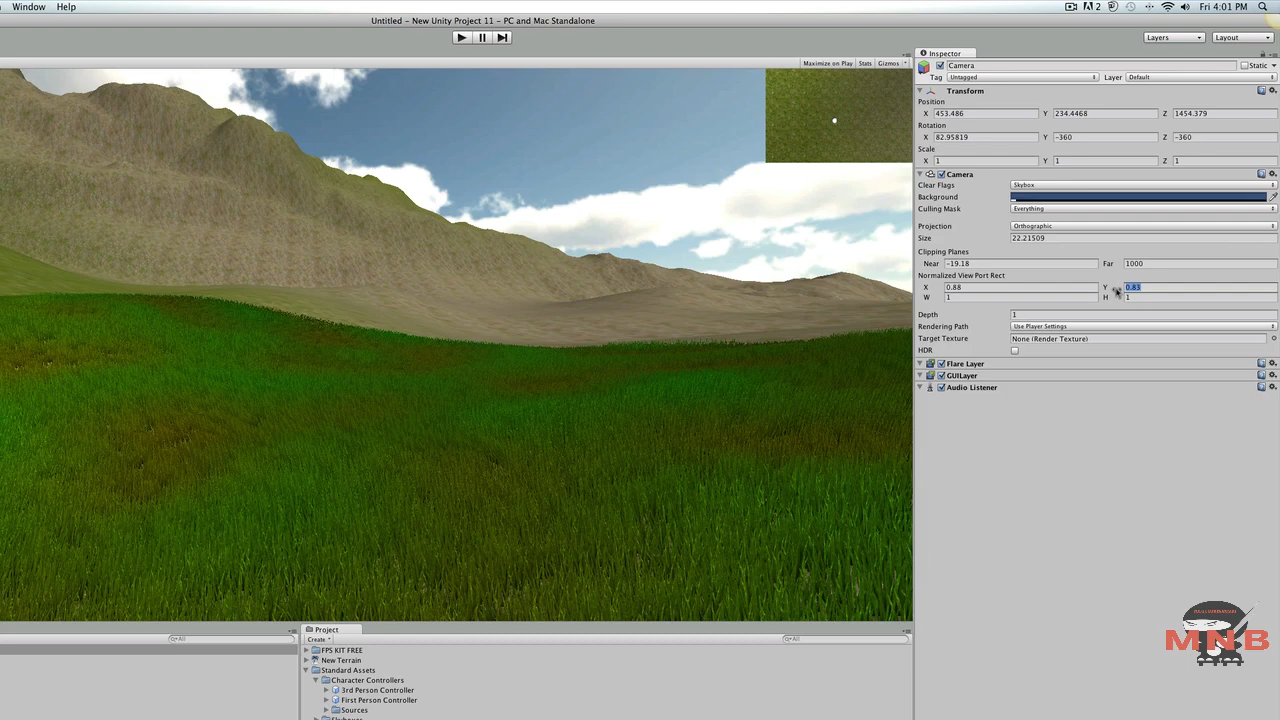 Window Help
2 Fri 4:01 PM
Untitled - New Unity Project 11 - PC and Mac Standalone
Layers Layout
Maximize on Play Stats Gizmos
Inspector
Camera Static
Tag Untagged Layer Default
Transform
Position
X 453.486 Y 234.4468 Z 1454.379
Rotation
X 82.95819 Y -360 Z -360
Scale
X 1 Y 1 Z 1
Camera
Clear Flags Skybox
Background
Culling Mask Everything
Projection Orthographic
Size 22.21509
Clipping Planes
Near -19.18 Far 1000
Normalized View Port Rect
X 0.88 Y 0.83
W 1 H 1
Depth 1
Rendering Path Use Player Settings
Target Texture None (Render Texture)
HDR
Flare Layer
GUILayer
Audio Listener
Project
All Create All
FPS KIT FREE
New Terrain
Standard Assets
Character Controllers
3rd Person Controller
First Person Controller
Sources
Skyboxes
MNB